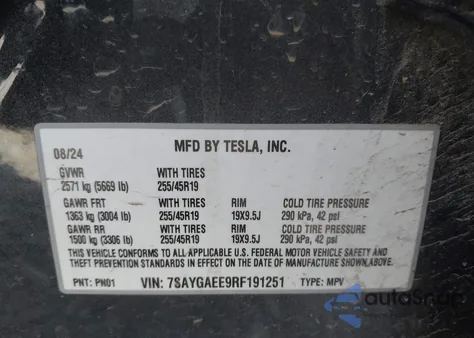 MFD BY TESLA, INC.
08/24
GVWR WITH TIRES
2571 kg (5669 lb) 255/45R19
GAWR FRT WITH TIRES RIM COLD TIRE PRESSURE
1363 kg (3004 lb) 255/45R19 19X9.5J 290 kPa, 42 psi
GAWR RR WITH TIRES RIM COLD TIRE PRESSURE
1500 kg (3306 lb) 255/45R19 19X9.5J 290 kPa, 42 psi
THIS VEHICLE CONFORMS TO ALL APPLICABLE U.S. FEDERAL MOTOR VEHICLE SAFETY AND
THEFT PREVENTION STANDARDS IN EFFECT ON THE DATE OF MANUFACTURE SHOWN ABOVE.
PNT: PN01 VIN: 7SAYGAEE9RF191251 TYPE: MPV
autoSnap